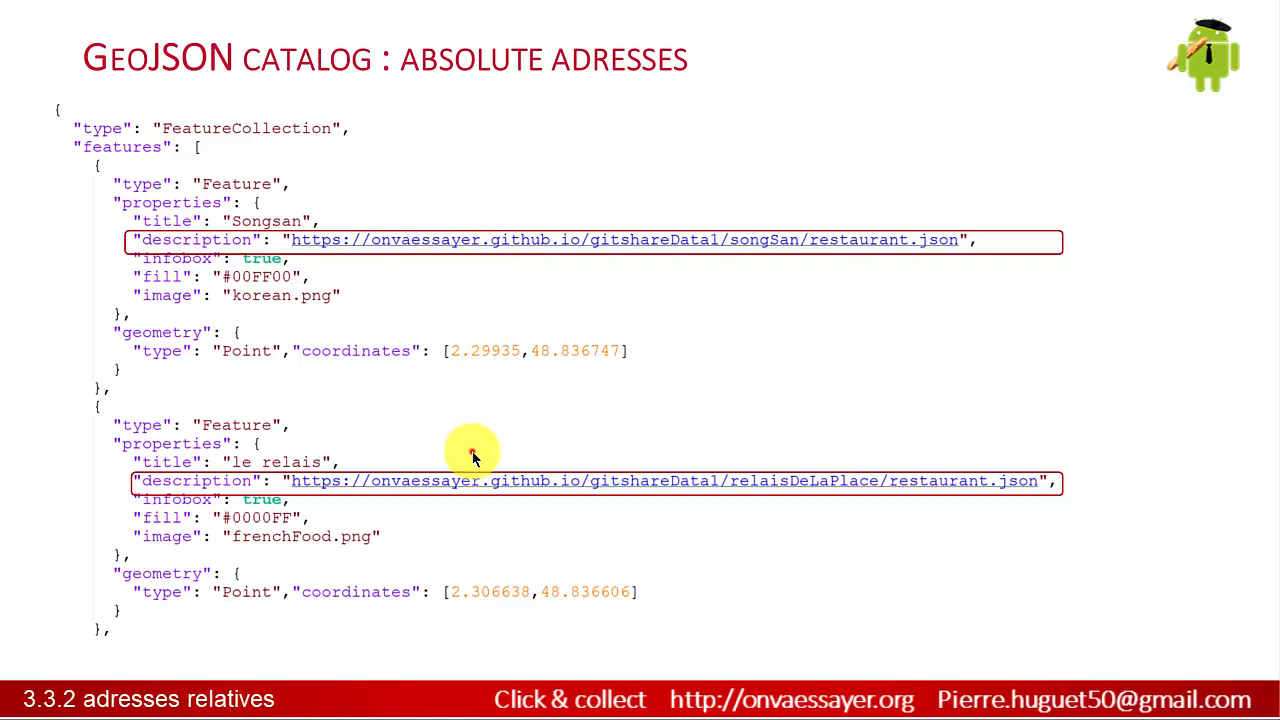 GEOJSON CATALOG : ABSOLUTE ADRESSES
{
"type": "FeatureCollection",
"features": [
{
"type": "Feature",
"properties": {
"title": "Songsan",
"description": "https://onvaessayer.github.io/gitshareData1/songSan/restaurant.json",
"infobox": true,
"fill": "#00FF00",
"image": "korean.png"
},
"geometry": {
"type": "Point","coordinates": [2.29935,48.836747]
}
},
{
"type": "Feature",
"properties": {
"title": "le relais",
"description": "https://onvaessayer.github.io/gitshareData1/relaisDeLaPlace/restaurant.json",
"infobox": true,
"fill": "#0000FF",
"image": "frenchFood.png"
},
"geometry": {
"type": "Point","coordinates": [2.306638,48.836606]
}
},
3.3.2 adresses relatives Click & collect http://onvaessayer.org Pierre.huguet50@gmail.com